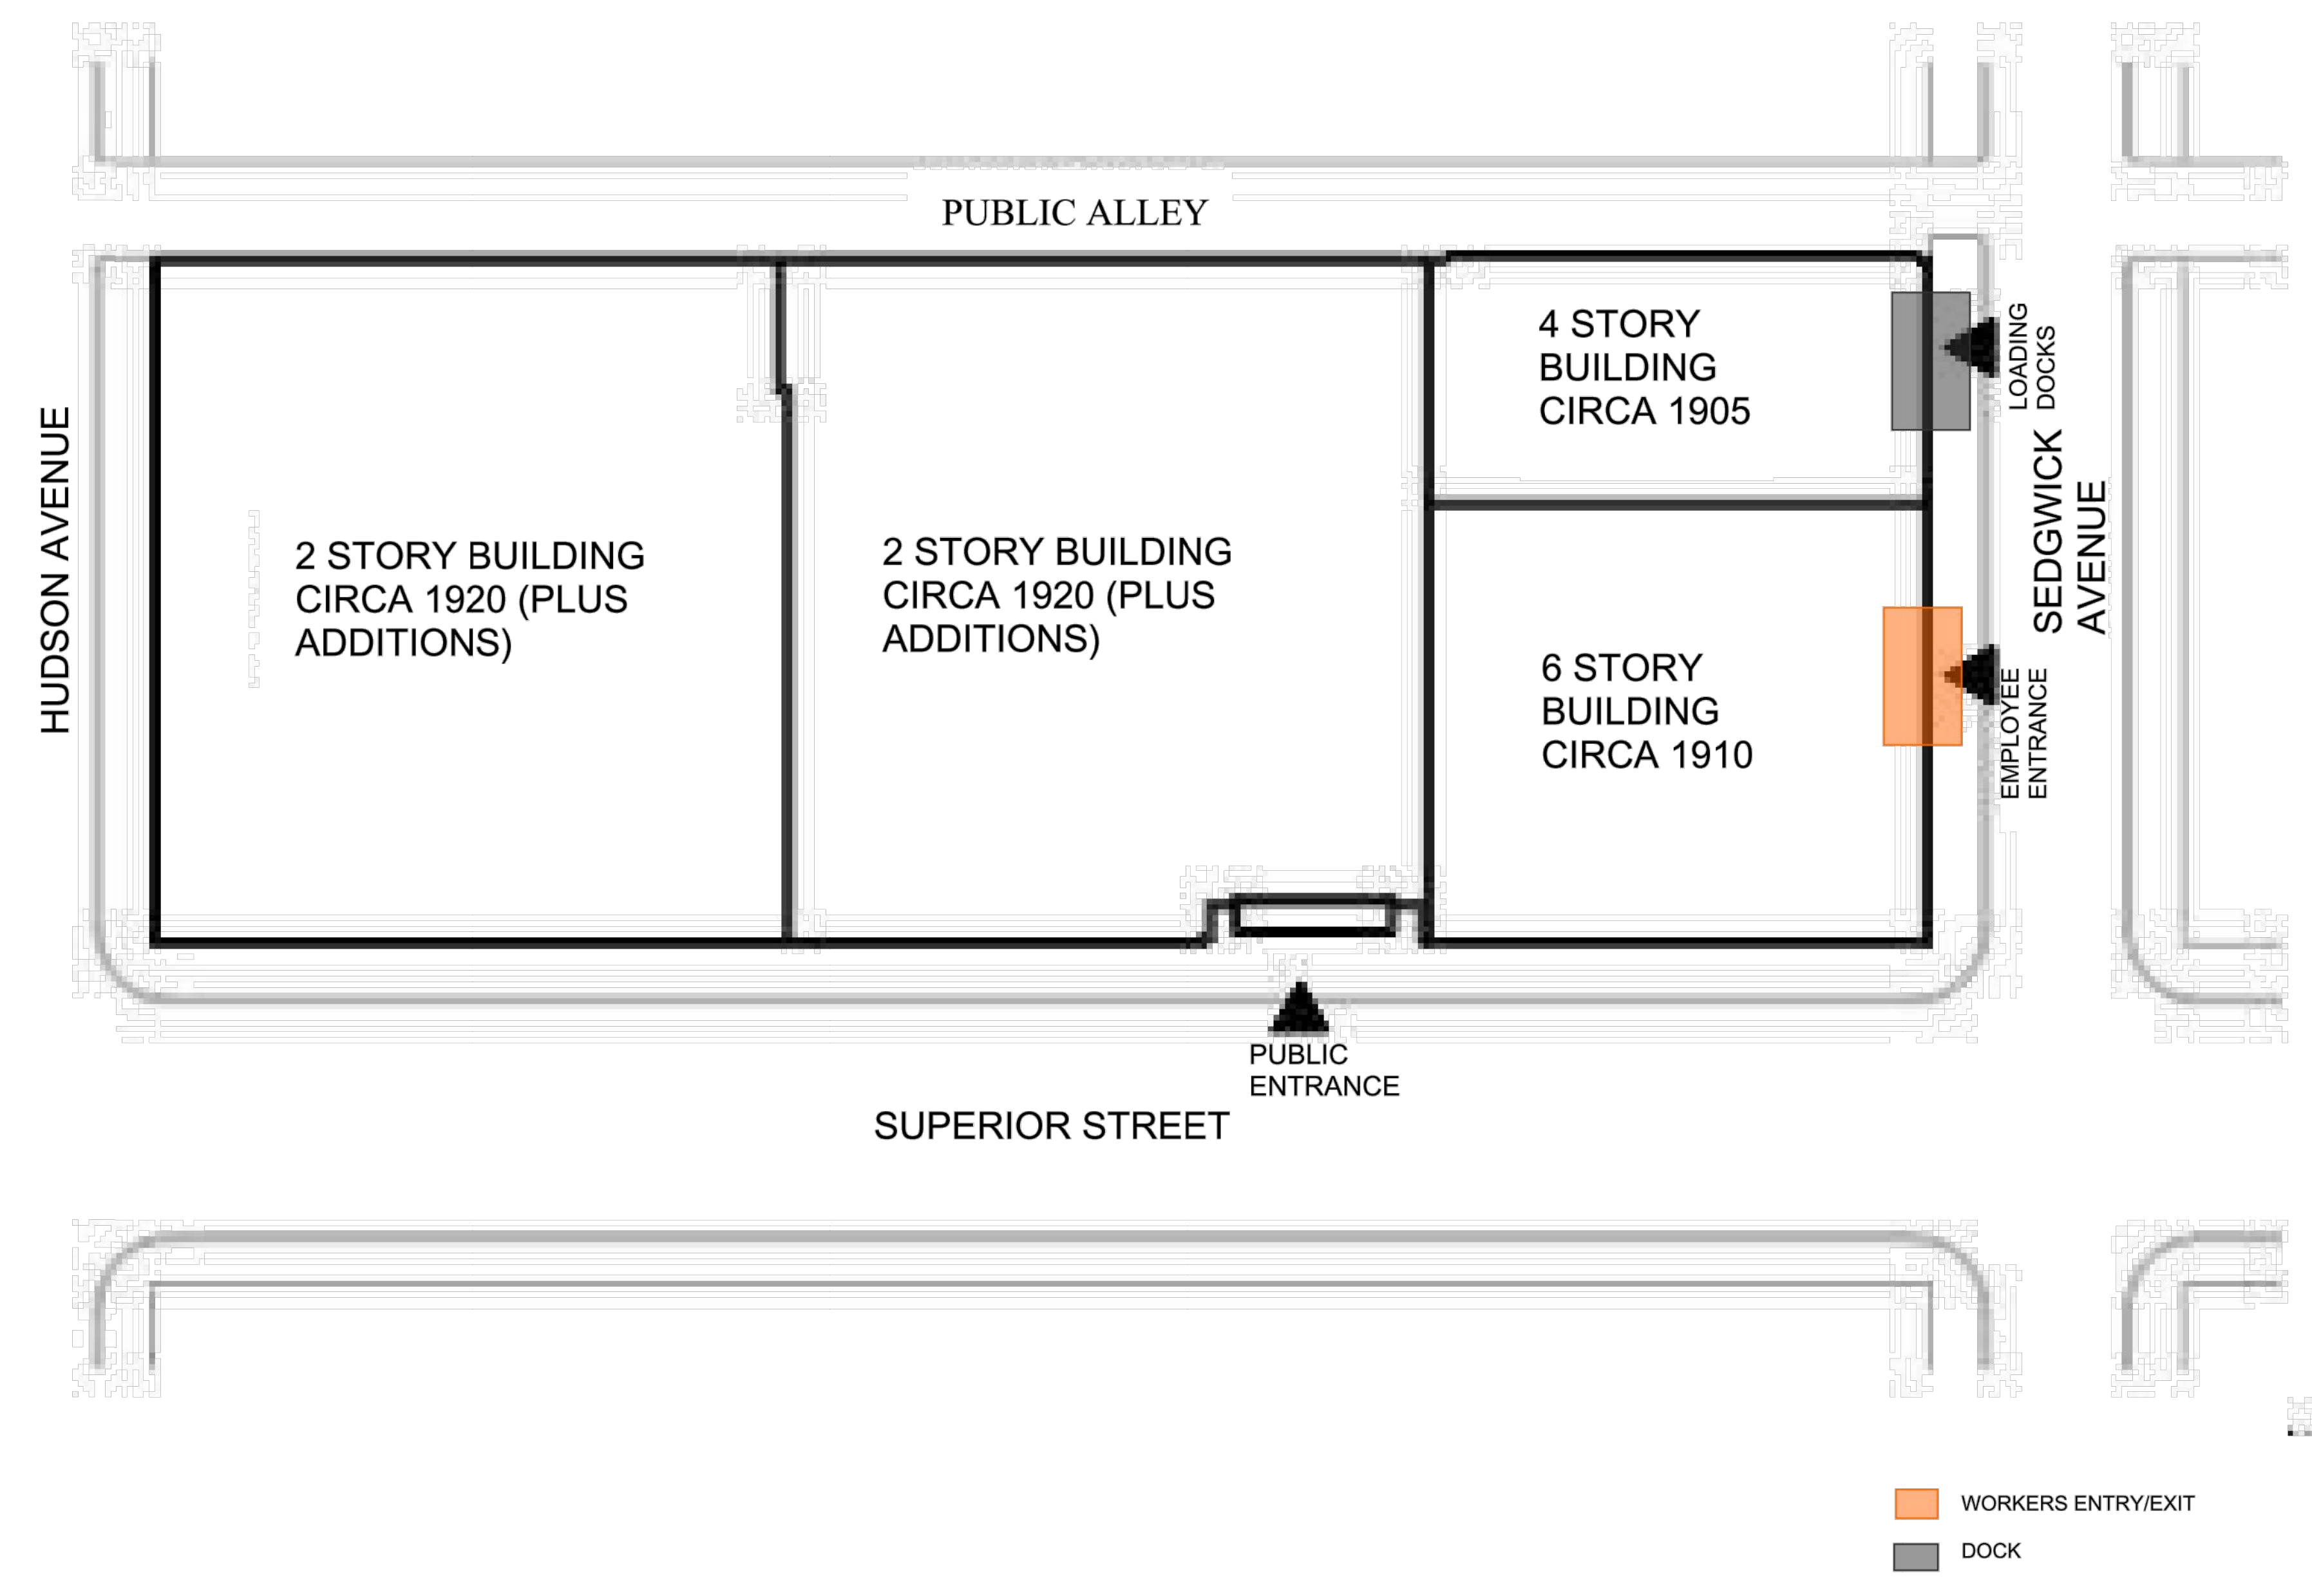 PUBLIC ALLEY
HUDSON AVENUE
2 STORY BUILDING
CIRCA 1920 (PLUS
ADDITIONS)
2 STORY BUILDING
CIRCA 1920 (PLUS
ADDITIONS)
4 STORY
BUILDING
CIRCA 1905
6 STORY
BUILDING
CIRCA 1910
LOADING
DOCKS
SEDGWICK
AVENUE
EMPLOYEE
ENTRANCE
PUBLIC
ENTRANCE
SUPERIOR STREET
WORKERS ENTRY/EXIT
DOCK